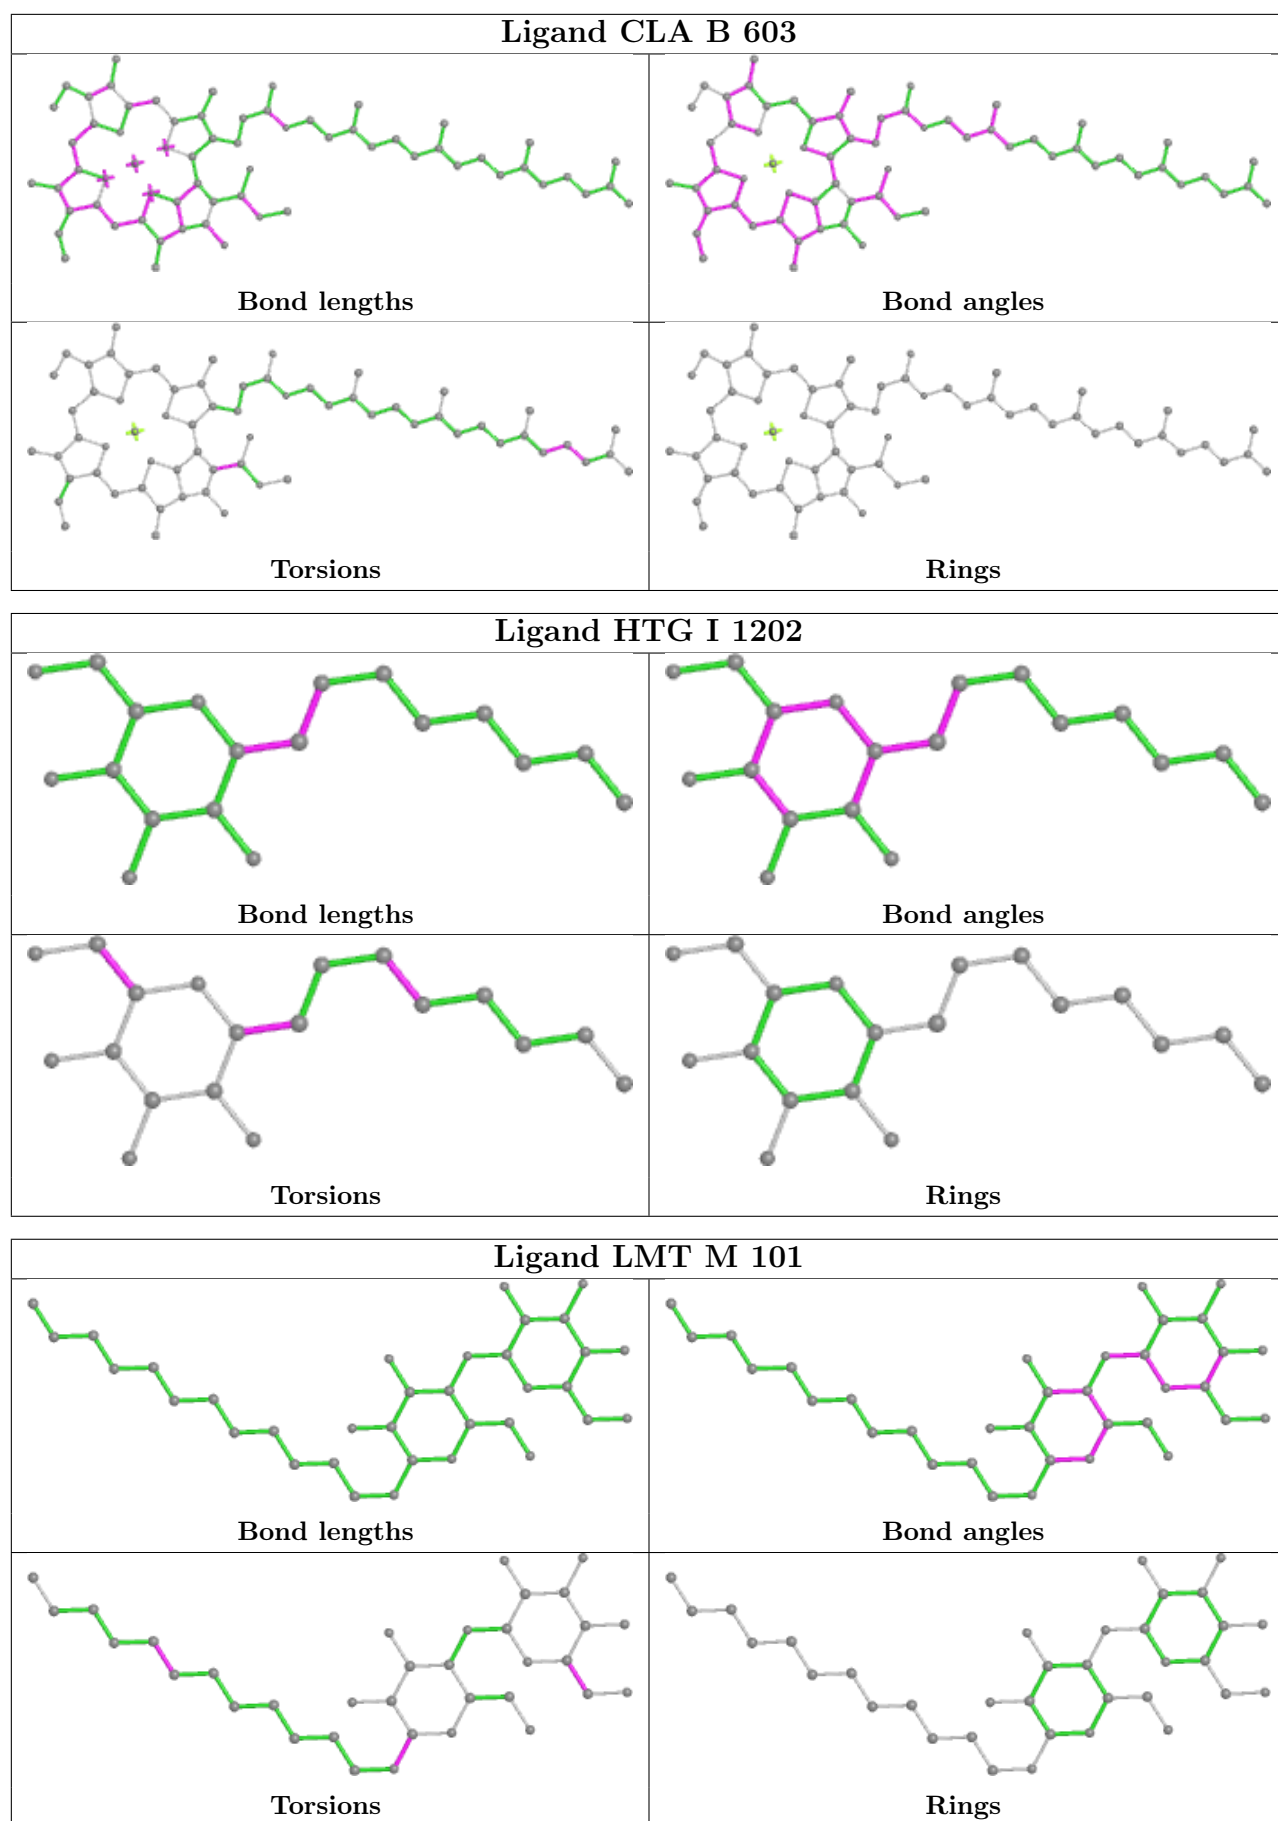 Ligand CLA B 603
Bond lengths
Bond angles
Torsions
Rings
Ligand HTG I 1202
Bond lengths
Bond angles
Torsions
Rings
Ligand LMT M 101
Bond lengths
Bond angles
Torsions
Rings